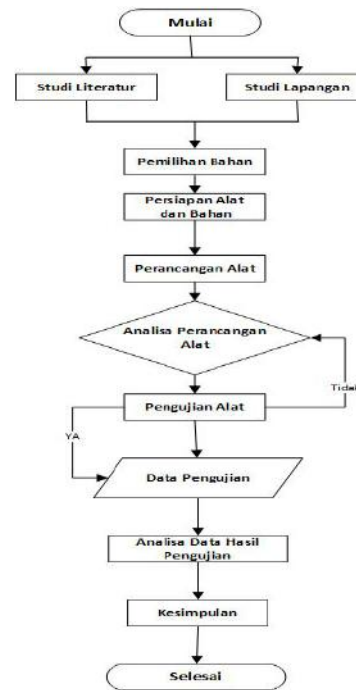 Mulai
Studi Literatur
Studi Lapangan
Pemilihan Bahan
Persiapan Alat
dan Bahan
Perancangan Alat
Analisa Perancangan
Alat
Tidak
Pengujian Alat
YA
Data Pengujian
Analisa Data Hasil
Pengujian
Kesimpulan
Selesai